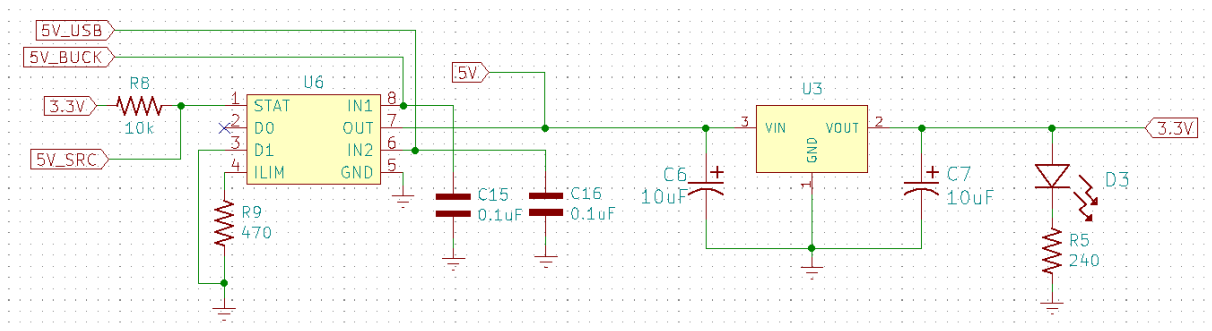 5V_USB
5V_BUCK
R8
3.3V
10k
5V_SRC
U6
1 STAT IN1 8
2 D0 OUT 7
3 D1 IN2 6
4 ILIM GND 5
R9
470
C15
0.1uF
C16
0.1uF
5V
C6
10uF
U3
3 VIN VOUT 2
GND
1
C7
10uF
3.3V
D3
R5
240